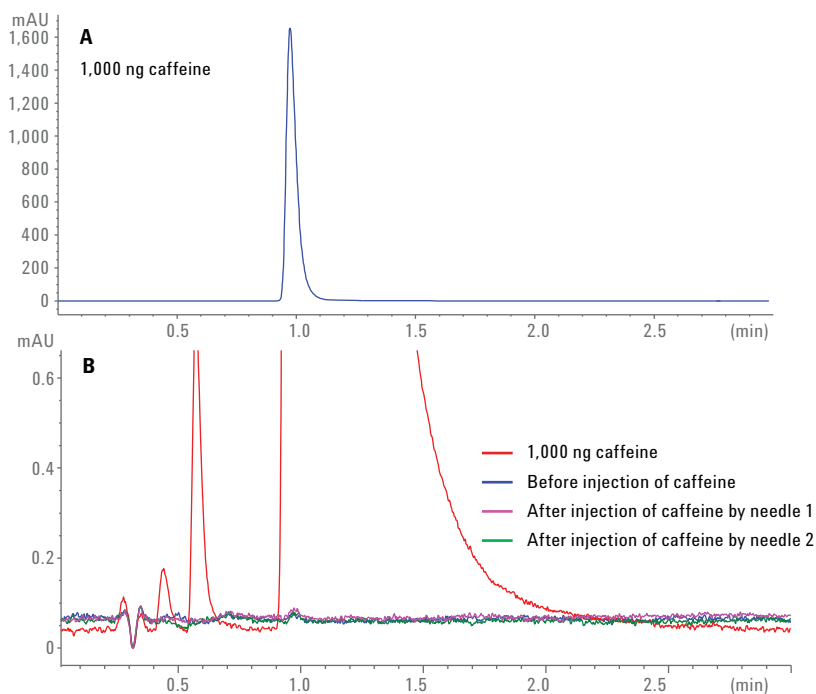 mAU
A
1,600
1,000 ng caffeine
1,400
1,200
1,000
800
600
400
200
0
0.5 1.0 1.5 2.0 2.5 (min)
mAU
B
0.6
1,000 ng caffeine
0.4
Before injection of caffeine
After injection of caffeine by needle 1
After injection of caffeine by needle 2
0.2
0
0.5 1.0 1.5 2.0 2.5 (min)